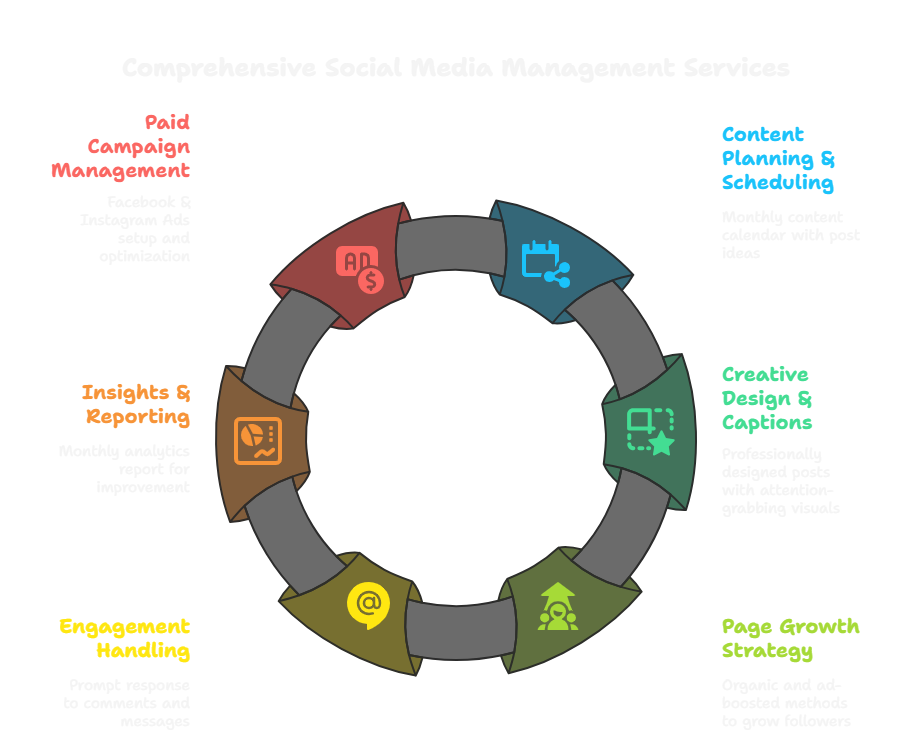 Comprehensive Social Media Management Services
Paid
Campaign
Management
Facebook &
Instagram Ads
setup and
optimization
Content
Planning &
Scheduling
Monthly content
calendar with post
ideas
AD
$
Insights &
Reporting
Monthly analytics
report for
improvement
Creative
Design &
Captions
Professionally
designed posts
with attention-
grabbing visuals
@
Engagement
Handling
Prompt response
to comments and
messages
Page Growth
Strategy
Organic and ad-
boosted methods
to grow followers